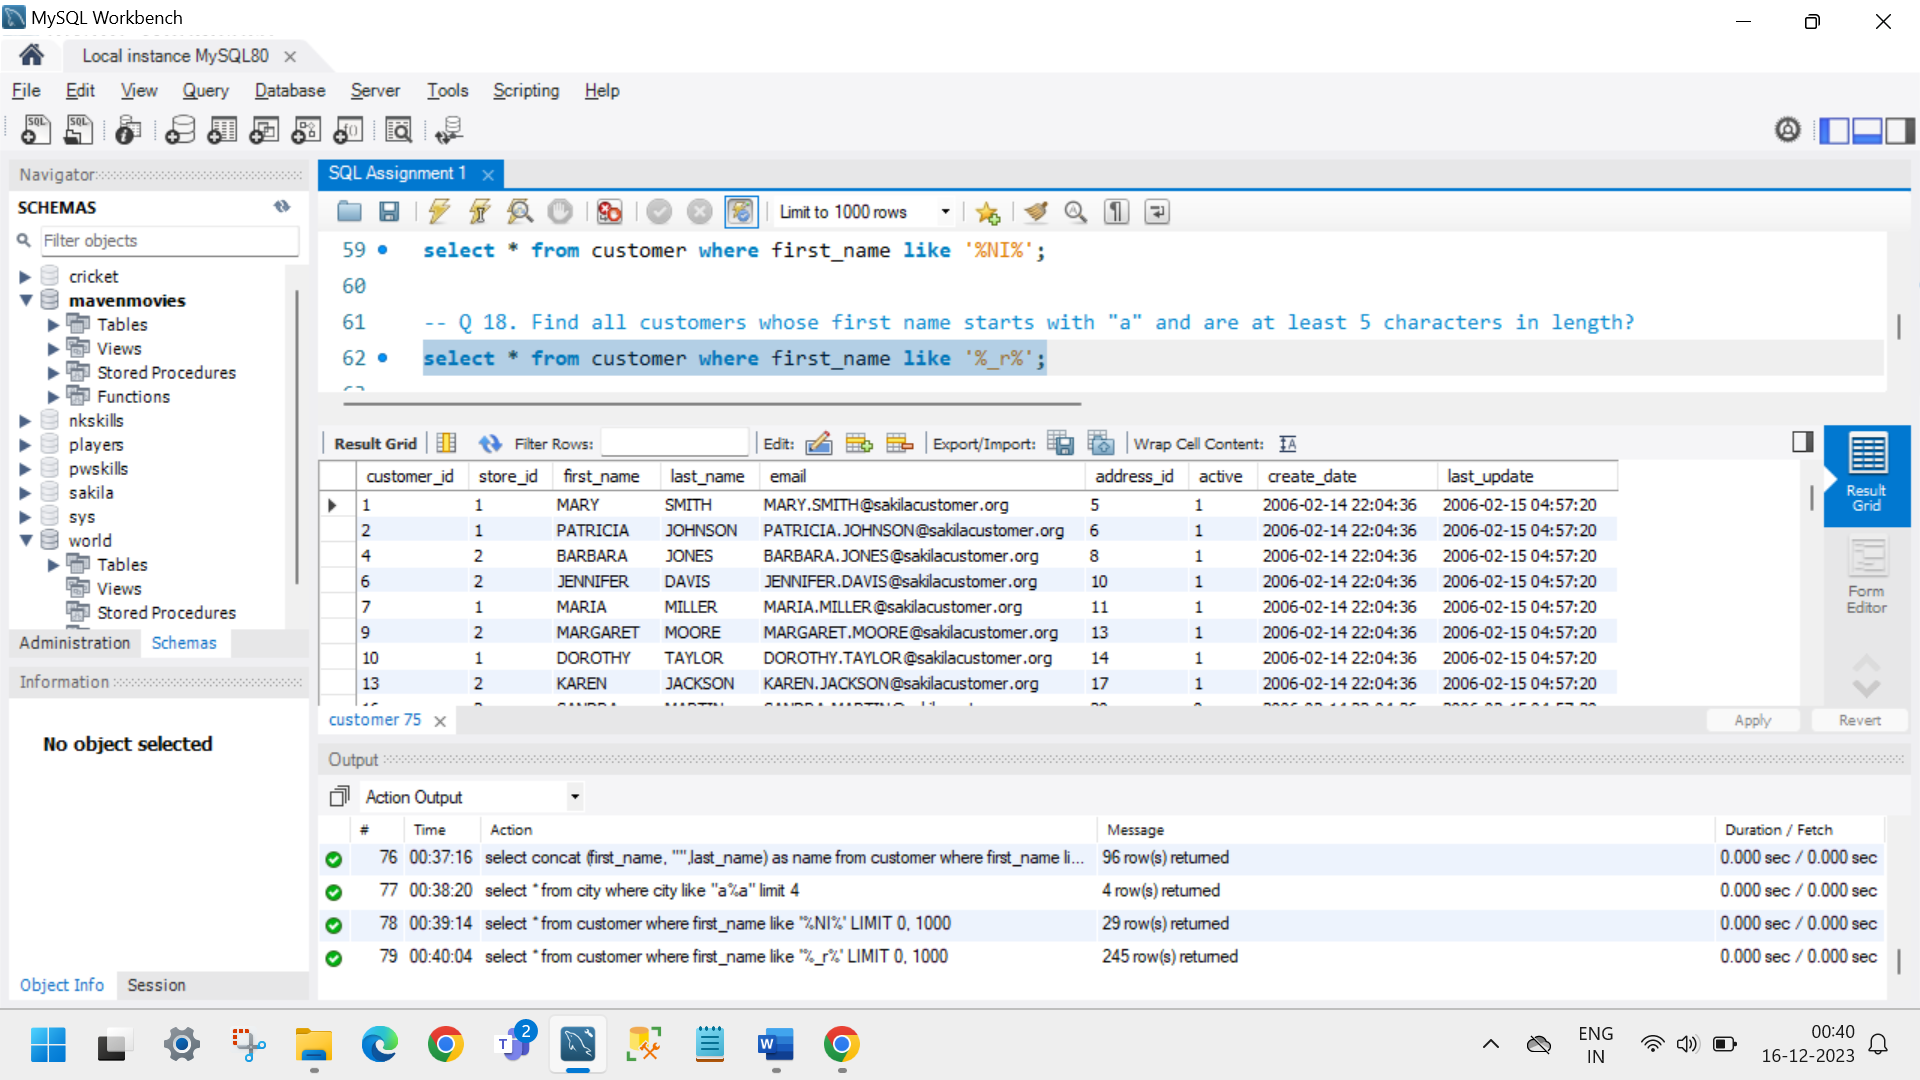 MySQL Workbench
Local instance MySQL80
File Edit View Query Database Server Tools Scripting Help
Navigator
SCHEMAS
Filter objects
cricket
mavenmovies
Tables
Views
Stored Procedures
Functions
nkskills
players
pwskills
sakila
sys
world
Tables
Views
Stored Procedures
Administration Schemas
Information
No object selected
Object Info Session
SQL Assignment 1
Limit to 1000 rows
59 select * from customer where first_name like '%NI%';
60
61 -- Q 18. Find all customers whose first name starts with "a" and are at least 5 characters in length?
62 select * from customer where first_name like '%_r%';
Result Grid Filter Rows: Edit: Export/Import: Wrap Cell Content:
customer_id store_id first_name last_name email address_id active create_date last_update
1 1 MARY SMITH MARY.SMITH@sakilacustomer.org 5 1 2006-02-14 22:04:36 2006-02-15 04:57:20
2 1 PATRICIA JOHNSON PATRICIA.JOHNSON@sakilacustomer.org 6 1 2006-02-14 22:04:36 2006-02-15 04:57:20
4 2 BARBARA JONES BARBARA.JONES@sakilacustomer.org 8 1 2006-02-14 22:04:36 2006-02-15 04:57:20
6 2 JENNIFER DAVIS JENNIFER.DAVIS@sakilacustomer.org 10 1 2006-02-14 22:04:36 2006-02-15 04:57:20
7 1 MARIA MILLER MARIA.MILLER@sakilacustomer.org 11 1 2006-02-14 22:04:36 2006-02-15 04:57:20
9 2 MARGARET MOORE MARGARET.MOORE@sakilacustomer.org 13 1 2006-02-14 22:04:36 2006-02-15 04:57:20
10 1 DOROTHY TAYLOR DOROTHY.TAYLOR@sakilacustomer.org 14 1 2006-02-14 22:04:36 2006-02-15 04:57:20
13 2 KAREN JACKSON KAREN.JACKSON@sakilacustomer.org 17 1 2006-02-14 22:04:36 2006-02-15 04:57:20
Result Grid
Form Editor
customer 75
Apply Revert
Output
Action Output
# Time Action Message Duration / Fetch
76 00:37:16 select concat (first_name, "",last_name) as name from customer where first_name li... 96 row(s) returned 0.000 sec / 0.000 sec
77 00:38:20 select * from city where city like "a%a" limit 4 4 row(s) returned 0.000 sec / 0.000 sec
78 00:39:14 select * from customer where first_name like '%NI%' LIMIT 0, 1000 29 row(s) returned 0.000 sec / 0.000 sec
79 00:40:04 select * from customer where first_name like '%_r%' LIMIT 0, 1000 245 row(s) returned 0.000 sec / 0.000 sec
2
ENG
IN
00:40
16-12-2023